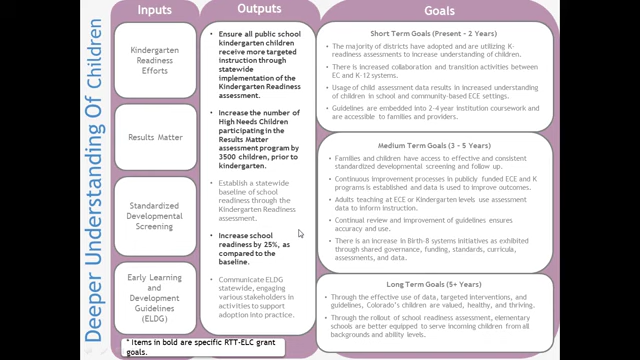 Deeper Understanding Of Children
Inputs
Kindergarten
Readiness
Efforts
Results Matter
Standardized
Developmental
Screening
Early Learning
and
Development
Guidelines
(ELDG)
Outputs
• Ensure all public school
kindergarten children
receive more targeted
instruction through
statewide
implementation of the
Kindergarten Readiness
assessment.
• Increase the number of
High Needs Children
participating in the
Results Matter
assessment program by
3500 children, prior to
kindergarten.
• Establish a statewide
baseline of school
readiness through the
Kindergarten Readiness
assessment.
• Increase school
readiness by 25%, as
compared to the
baseline.
• Communicate ELDG
statewide, engaging
various stakeholders in
activities to support
adoption into practice.
* Items in bold are specific RTT-ELC grant
goals.
Goals
Short Term Goals (Present - 2 Years)
• The majority of districts have adopted and are utilizing K-
readiness assessments to increase understanding of children.
• There is increased collaboration and transition activities between
EC and K-12 systems.
• Usage of child assessment data results in increased understanding
of children in school and community-based ECE settings.
• Guidelines are embedded into 2-4 year institution coursework and
are accessible to families and providers.
Medium Term Goals (3 - 5 Years)
• Families and children have access to effective and consistent
standardized developmental screening and follow up.
• Continuous improvement processes in publicly funded ECE and K
programs is established and data is used to improve outcomes.
• Adults teaching at ECE or Kindergarten levels use assessment
data to inform instruction.
• Continual review and improvement of guidelines ensures
accuracy and use.
• There is an increase in Birth-8 systems initiatives as exhibited
through shared governance, funding, standards, curricula,
assessments, and data.
Long Term Goals (5+ Years)
• Through the effective use of data, targeted interventions, and
guidelines, Colorado's children are valued, healthy, and thriving.
• Through the rollout of school readiness assessment, elementary
schools are better equipped to serve incoming children from all
backgrounds and ability levels.